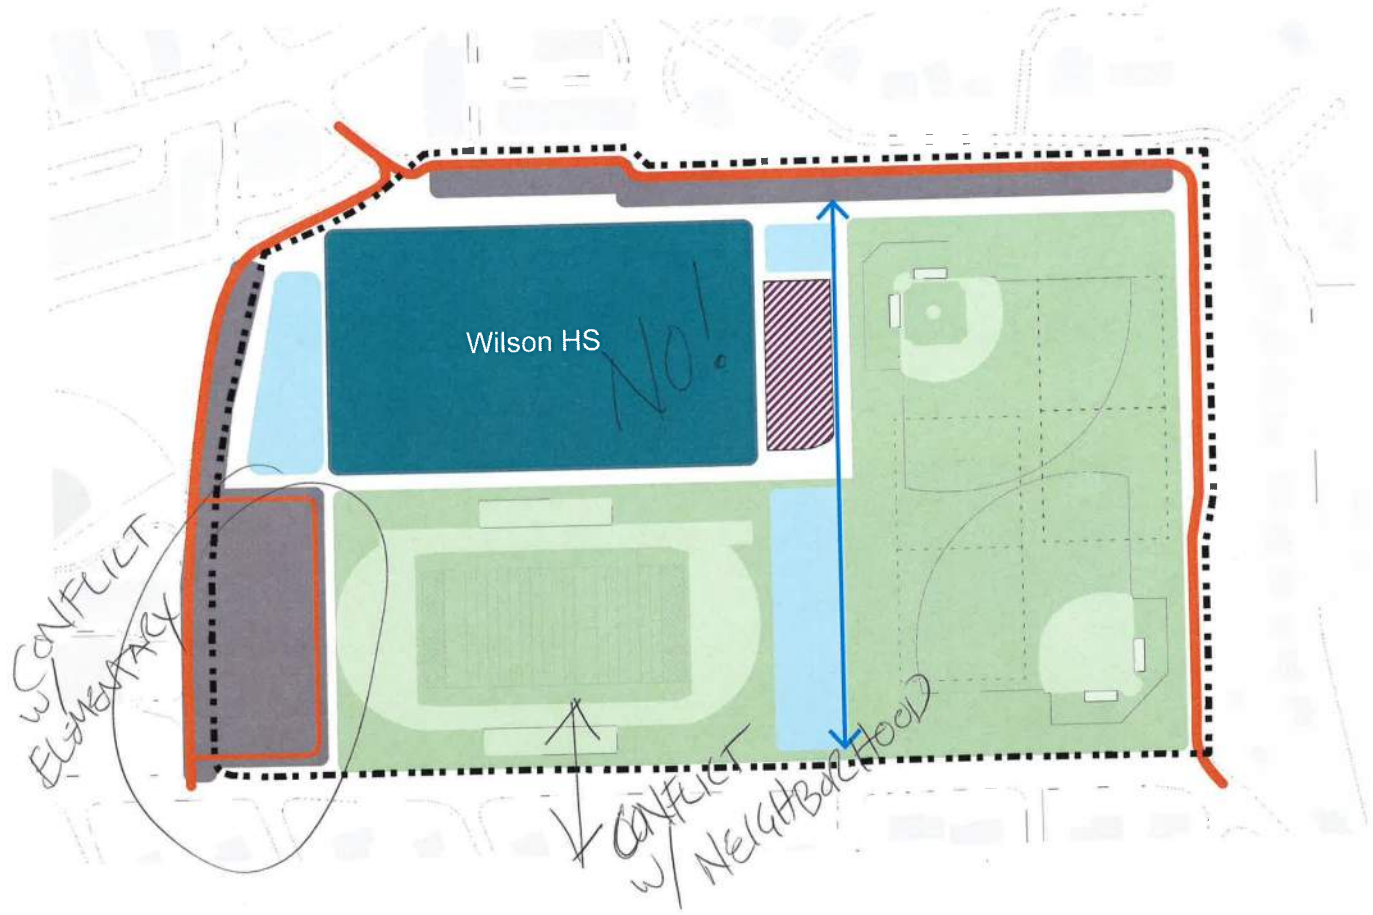 Wilson HS
NO!
CONFLICT
w/
ELEMENTARY
CONFLICT
w/ NEIGHBORHOOD